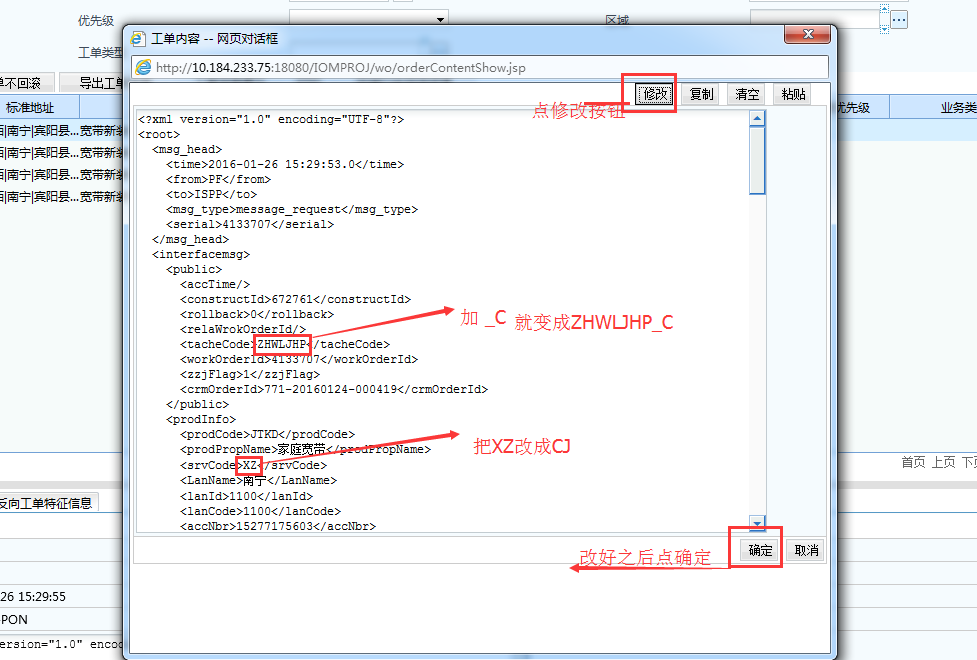 优先级
区域
工单类型
工单内容 -- 网页对话框
http://10.184.233.75:18080/IOMPROJ/wo/orderContentShow.jsp
单不回滚
导出工单
修改
复制
清空
粘贴
点修改按钮
标准地址
优先级
业务类
西|南宁|宾阳县...宽带新装
西|南宁|宾阳县...宽带新装
西|南宁|宾阳县...宽带新装
西|南宁|宾阳县...宽带新装
<?xml version="1.0" encoding="UTF-8"?>
<root>
<msg_head>
<time>2016-01-26 15:29:53.0</time>
<from>PF</from>
<to>ISPP</to>
<msg_type>message_request</msg_type>
<serial>4133707</serial>
</msg_head>
<interfacemsg>
<public>
<accTime/>
<constructId>672761</constructId>
<rollback>0</rollback>
<relaWrokOrderId/>
<tacheCode>ZHWLJHP</tacheCode>
<workOrderId>4133707</workOrderId>
<zzjFlag>1</zzjFlag>
<crmOrderId>771-20160124-000419</crmOrderId>
</public>
<prodInfo>
<prodCode>JTKD</prodCode>
<prodPropName>家庭宽带</prodPropName>
<srvCode>XZ</srvCode>
<LanName>南宁</LanName>
<lanId>1100</lanId>
<lanCode>1100</lanCode>
<accNbr>15277175603</accNbr>
加 _C 就变成ZHWLJHP_C
把XZ改成CJ
首页 上页 下页
反向工单特征信息
改好之后点确定
确定
取消
26 15:29:55
-PON
ersion="1.0" encod